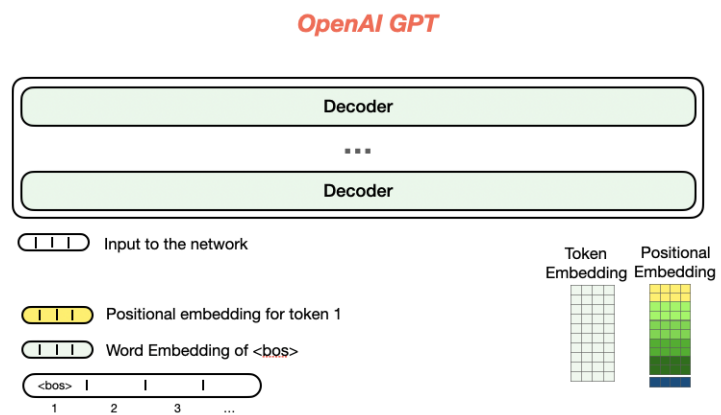 OpenAI GPT
Decoder
...
Decoder
Input to the network
Token Embedding
Positional Embedding
Positional embedding for token 1
Word Embedding of <bos>
<bos>
1 2 3 ...